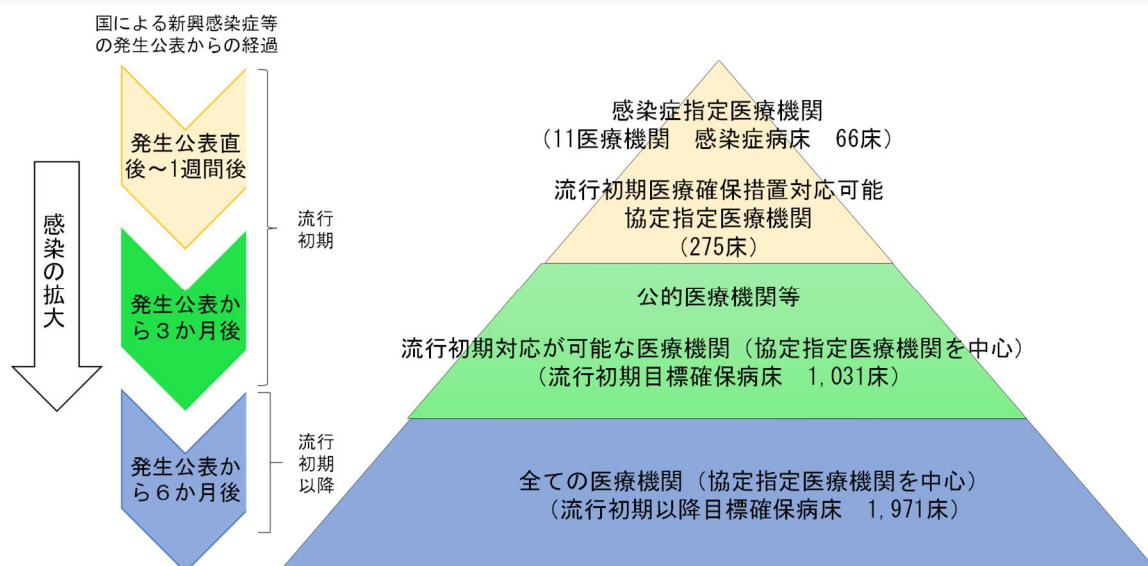 国による新興感染症等
の発生公表からの経過
発生公表直
後～1週間後
発生公表か
ら３か月後
発生公表か
ら６か月後
感染の拡大
流行
初期
流行
初期
以降
感染症指定医療機関
（11医療機関　感染症病床　66床）
流行初期医療確保措置対応可能
協定指定医療機関
（275床）
公的医療機関等
流行初期対応が可能な医療機関（協定指定医療機関を中心）
（流行初期目標確保病床　1,031床）
全ての医療機関（協定指定医療機関を中心）
（流行初期以降目標確保病床　1,971床）